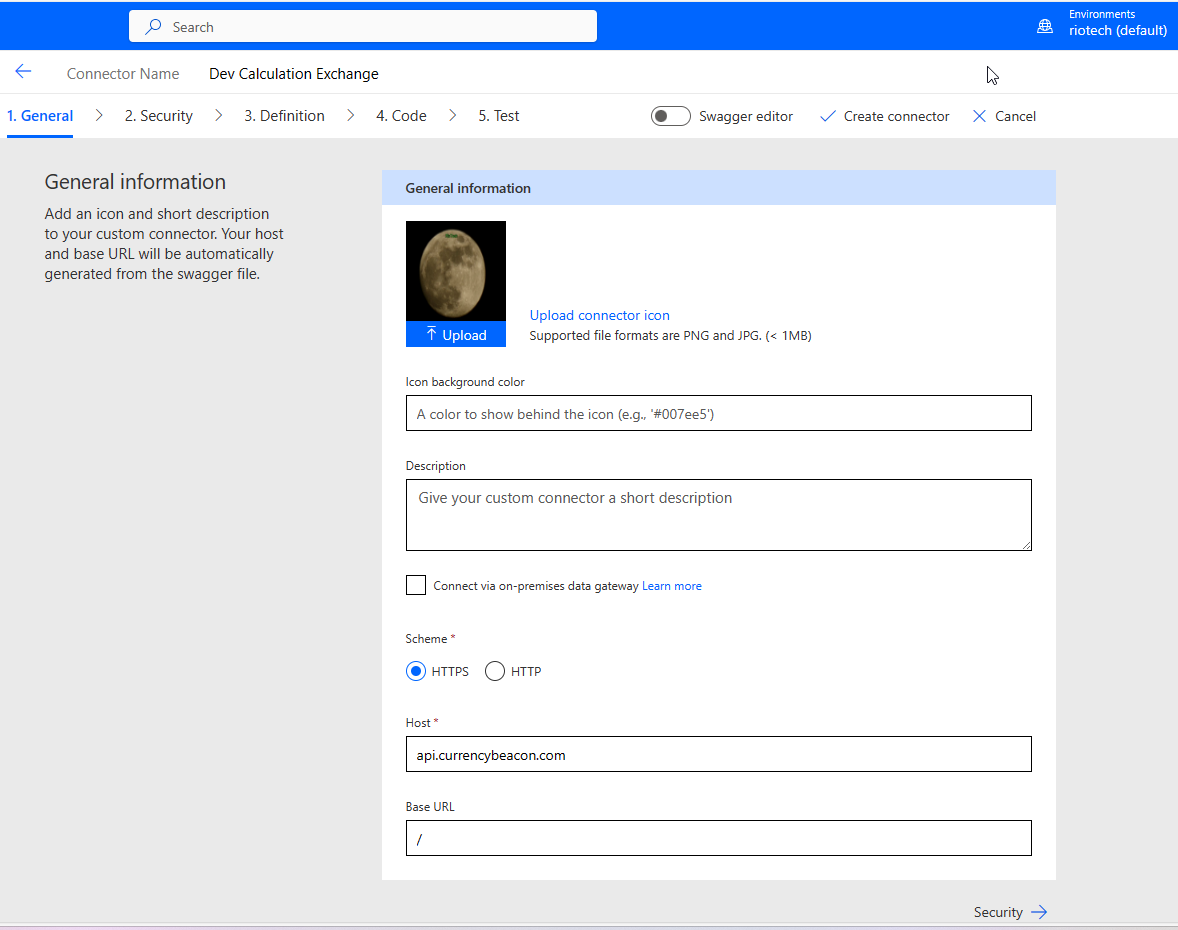 Search
Environments
riotech (default)
Connector Name
Dev Calculation Exchange
1. General
2. Security
3. Definition
4. Code
5. Test
Swagger editor
Create connector
Cancel
General information
Add an icon and short description
to your custom connector. Your host
and base URL will be automatically
generated from the swagger file.
General information
Upload
Upload connector icon
Supported file formats are PNG and JPG. (< 1MB)
Icon background color
A color to show behind the icon (e.g., '#007ee5')
Description
Give your custom connector a short description
Connect via on-premises data gateway Learn more
Scheme *
HTTPS
HTTP
Host *
api.currencybeacon.com
Base URL
/
Security